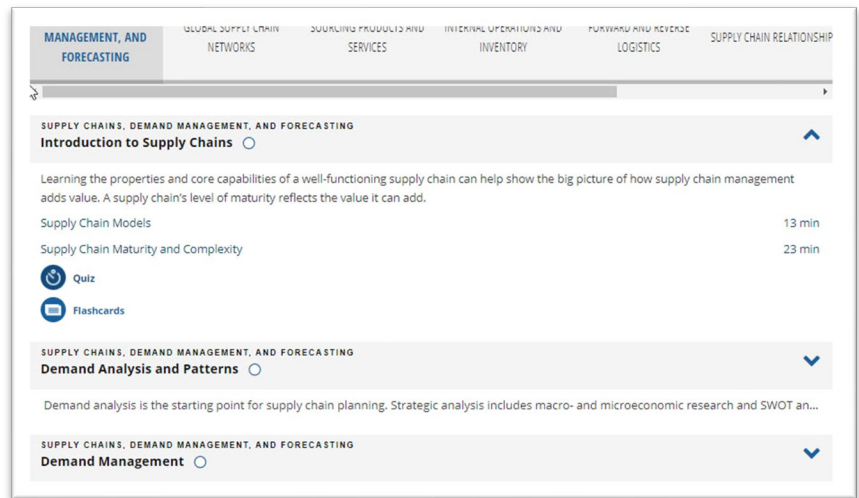 MANAGEMENT, AND
FORECASTING
GLOBAL SUPPLY CHAIN
NETWORKS
SOURCING PRODUCTS AND
SERVICES
INTERNAL OPERATIONS AND
INVENTORY
FORWARD AND REVERSE
LOGISTICS
SUPPLY CHAIN RELATIONSHIP
SUPPLY CHAINS, DEMAND MANAGEMENT, AND FORECASTING
Introduction to Supply Chains
Learning the properties and core capabilities of a well-functioning supply chain can help show the big picture of how supply chain management
adds value. A supply chain's level of maturity reflects the value it can add.
Supply Chain Models 13 min
Supply Chain Maturity and Complexity 23 min
Quiz
Flashcards
SUPPLY CHAINS, DEMAND MANAGEMENT, AND FORECASTING
Demand Analysis and Patterns
Demand analysis is the starting point for supply chain planning. Strategic analysis includes macro- and microeconomic research and SWOT an...
SUPPLY CHAINS, DEMAND MANAGEMENT, AND FORECASTING
Demand Management